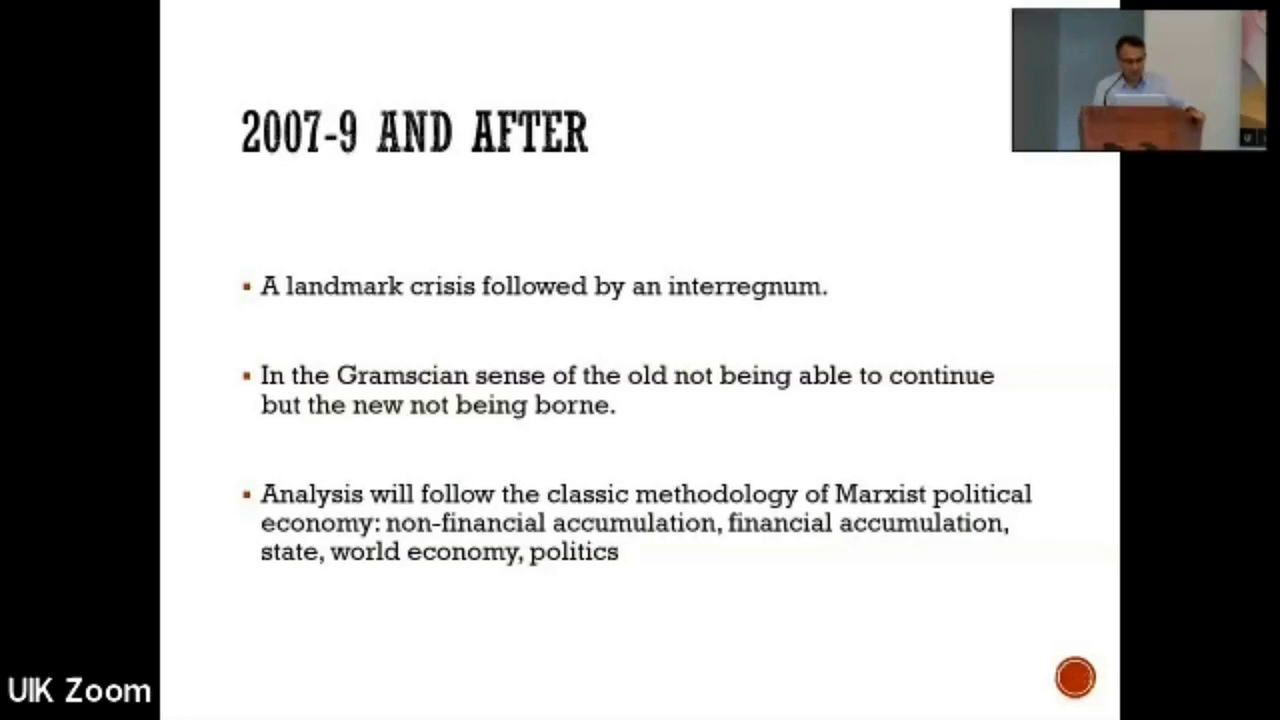 2007-9 AND AFTER
▪ A landmark crisis followed by an interregnum.
▪ In the Gramscian sense of the old not being able to continue
but the new not being borne.
▪ Analysis will follow the classic methodology of Marxist political
economy: non-financial accumulation, financial accumulation,
state, world economy, politics
UIK Zoom